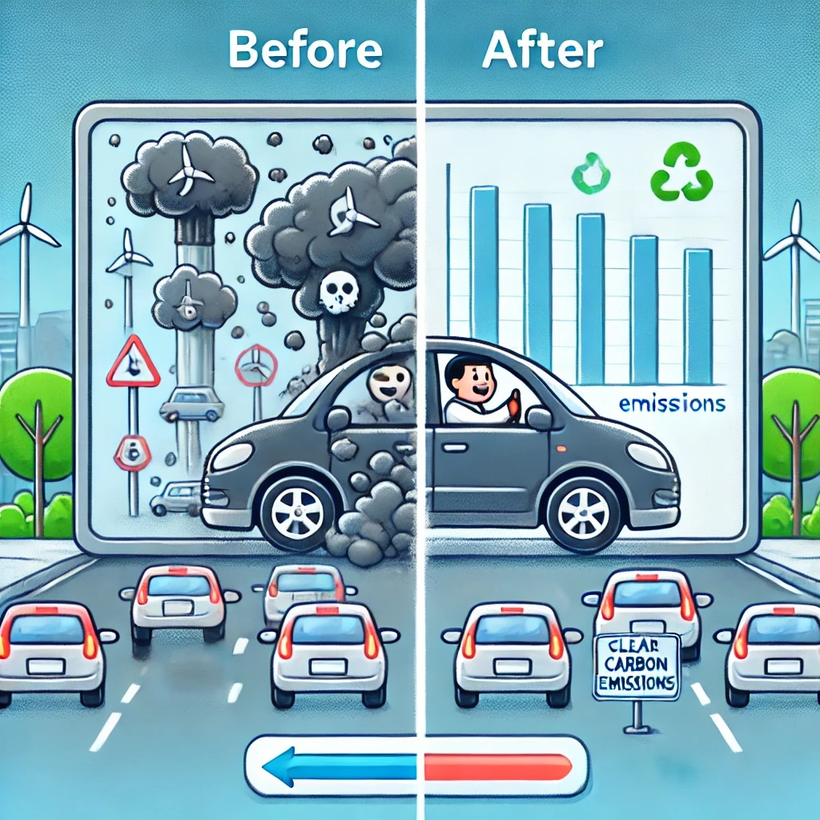 Before
After
emissions
CLEAR
CARBON
EMISSIONS